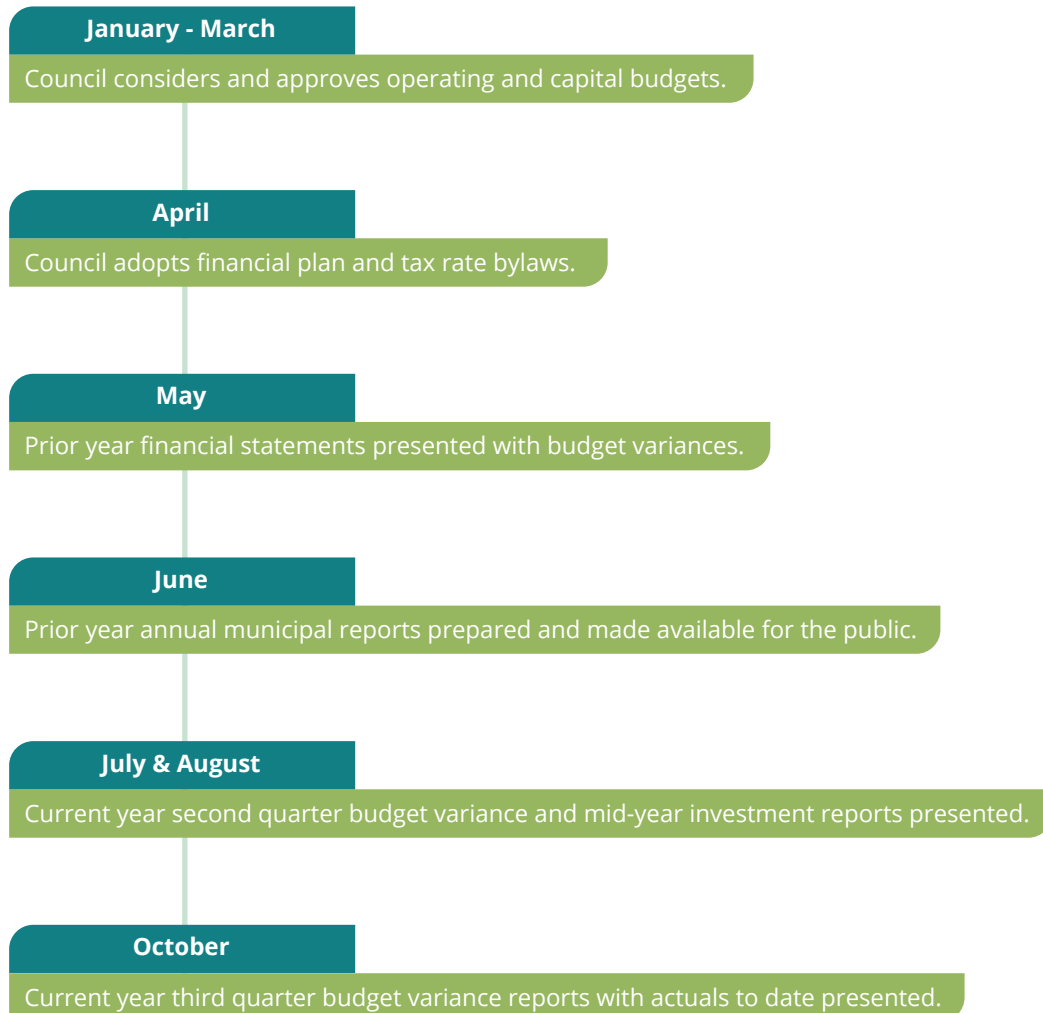 January - March
Council considers and approves operating and capital budgets.
April
Council adopts financial plan and tax rate bylaws.
May
Prior year financial statements presented with budget variances.
June
Prior year annual municipal reports prepared and made available for the public.
July & August
Current year second quarter budget variance and mid-year investment reports presented.
October
Current year third quarter budget variance reports with actuals to date presented.